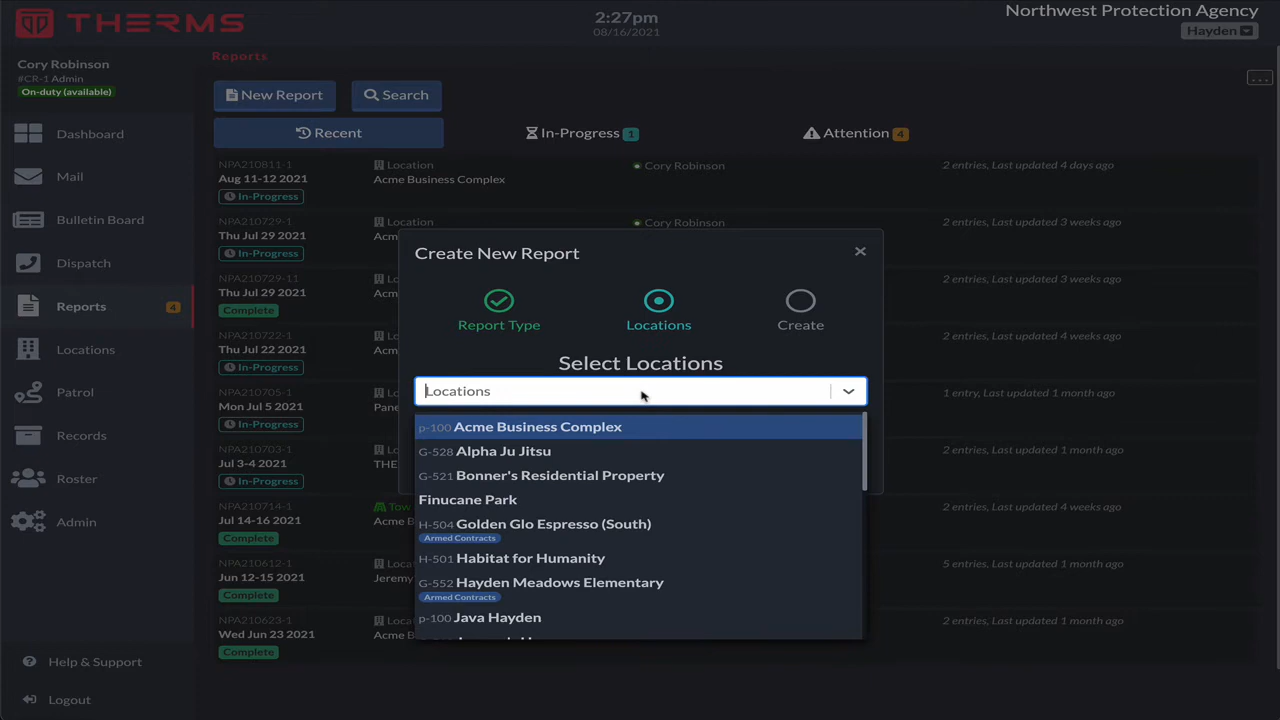 THERMS
2:27pm
08/16/2021
Northwest Protection Agency
Hayden
Cory Robinson
#CR-1 Admin
On-duty (available)
Reports
...
New Report
Search
Recent
In-Progress 1
Attention 4
Dashboard
Mail
Bulletin Board
Dispatch
Reports 4
Locations
Patrol
Records
Roster
Admin
Help & Support
Logout
NPA210811-1 Location Cory Robinson 2 entries, Last updated 4 days ago
Aug 11-12 2021 Acme Business Complex
In-Progress
NPA210729-1 Location Cory Robinson 2 entries, Last updated 3 weeks ago
Thu Jul 29 2021
In-Progress
NPA210729-11 2 entries, Last updated 3 weeks ago
Thu Jul 29 2021
Complete
NPA210722-1 2 entries, Last updated 4 weeks ago
Thu Jul 22 2021
In-Progress
NPA210705-1 1 entry, Last updated 1 month ago
Mon Jul 5 2021
In-Progress
NPA210703-1 2 entries, Last updated 1 month ago
Jul 3-4 2021
In-Progress
NPA210714-1 Tow 2 entries, Last updated 4 weeks ago
Jul 14-16 2021 Acme B
Complete
NPA210612-1 5 entries, Last updated 1 month ago
Jun 12-15 2021 Jeremy
Complete
NPA210623-1 2 entries, Last updated 1 month ago
Wed Jun 23 2021 Acme B
Complete
Create New Report
Report Type
Locations
Create
Select Locations
Locations
p-100 Acme Business Complex
G-528 Alpha Ju Jitsu
G-521 Bonner's Residential Property
Finucane Park
H-504 Golden Glo Espresso (South)
Armed Contracts
H-501 Habitat for Humanity
G-552 Hayden Meadows Elementary
Armed Contracts
p-100 Java Hayden